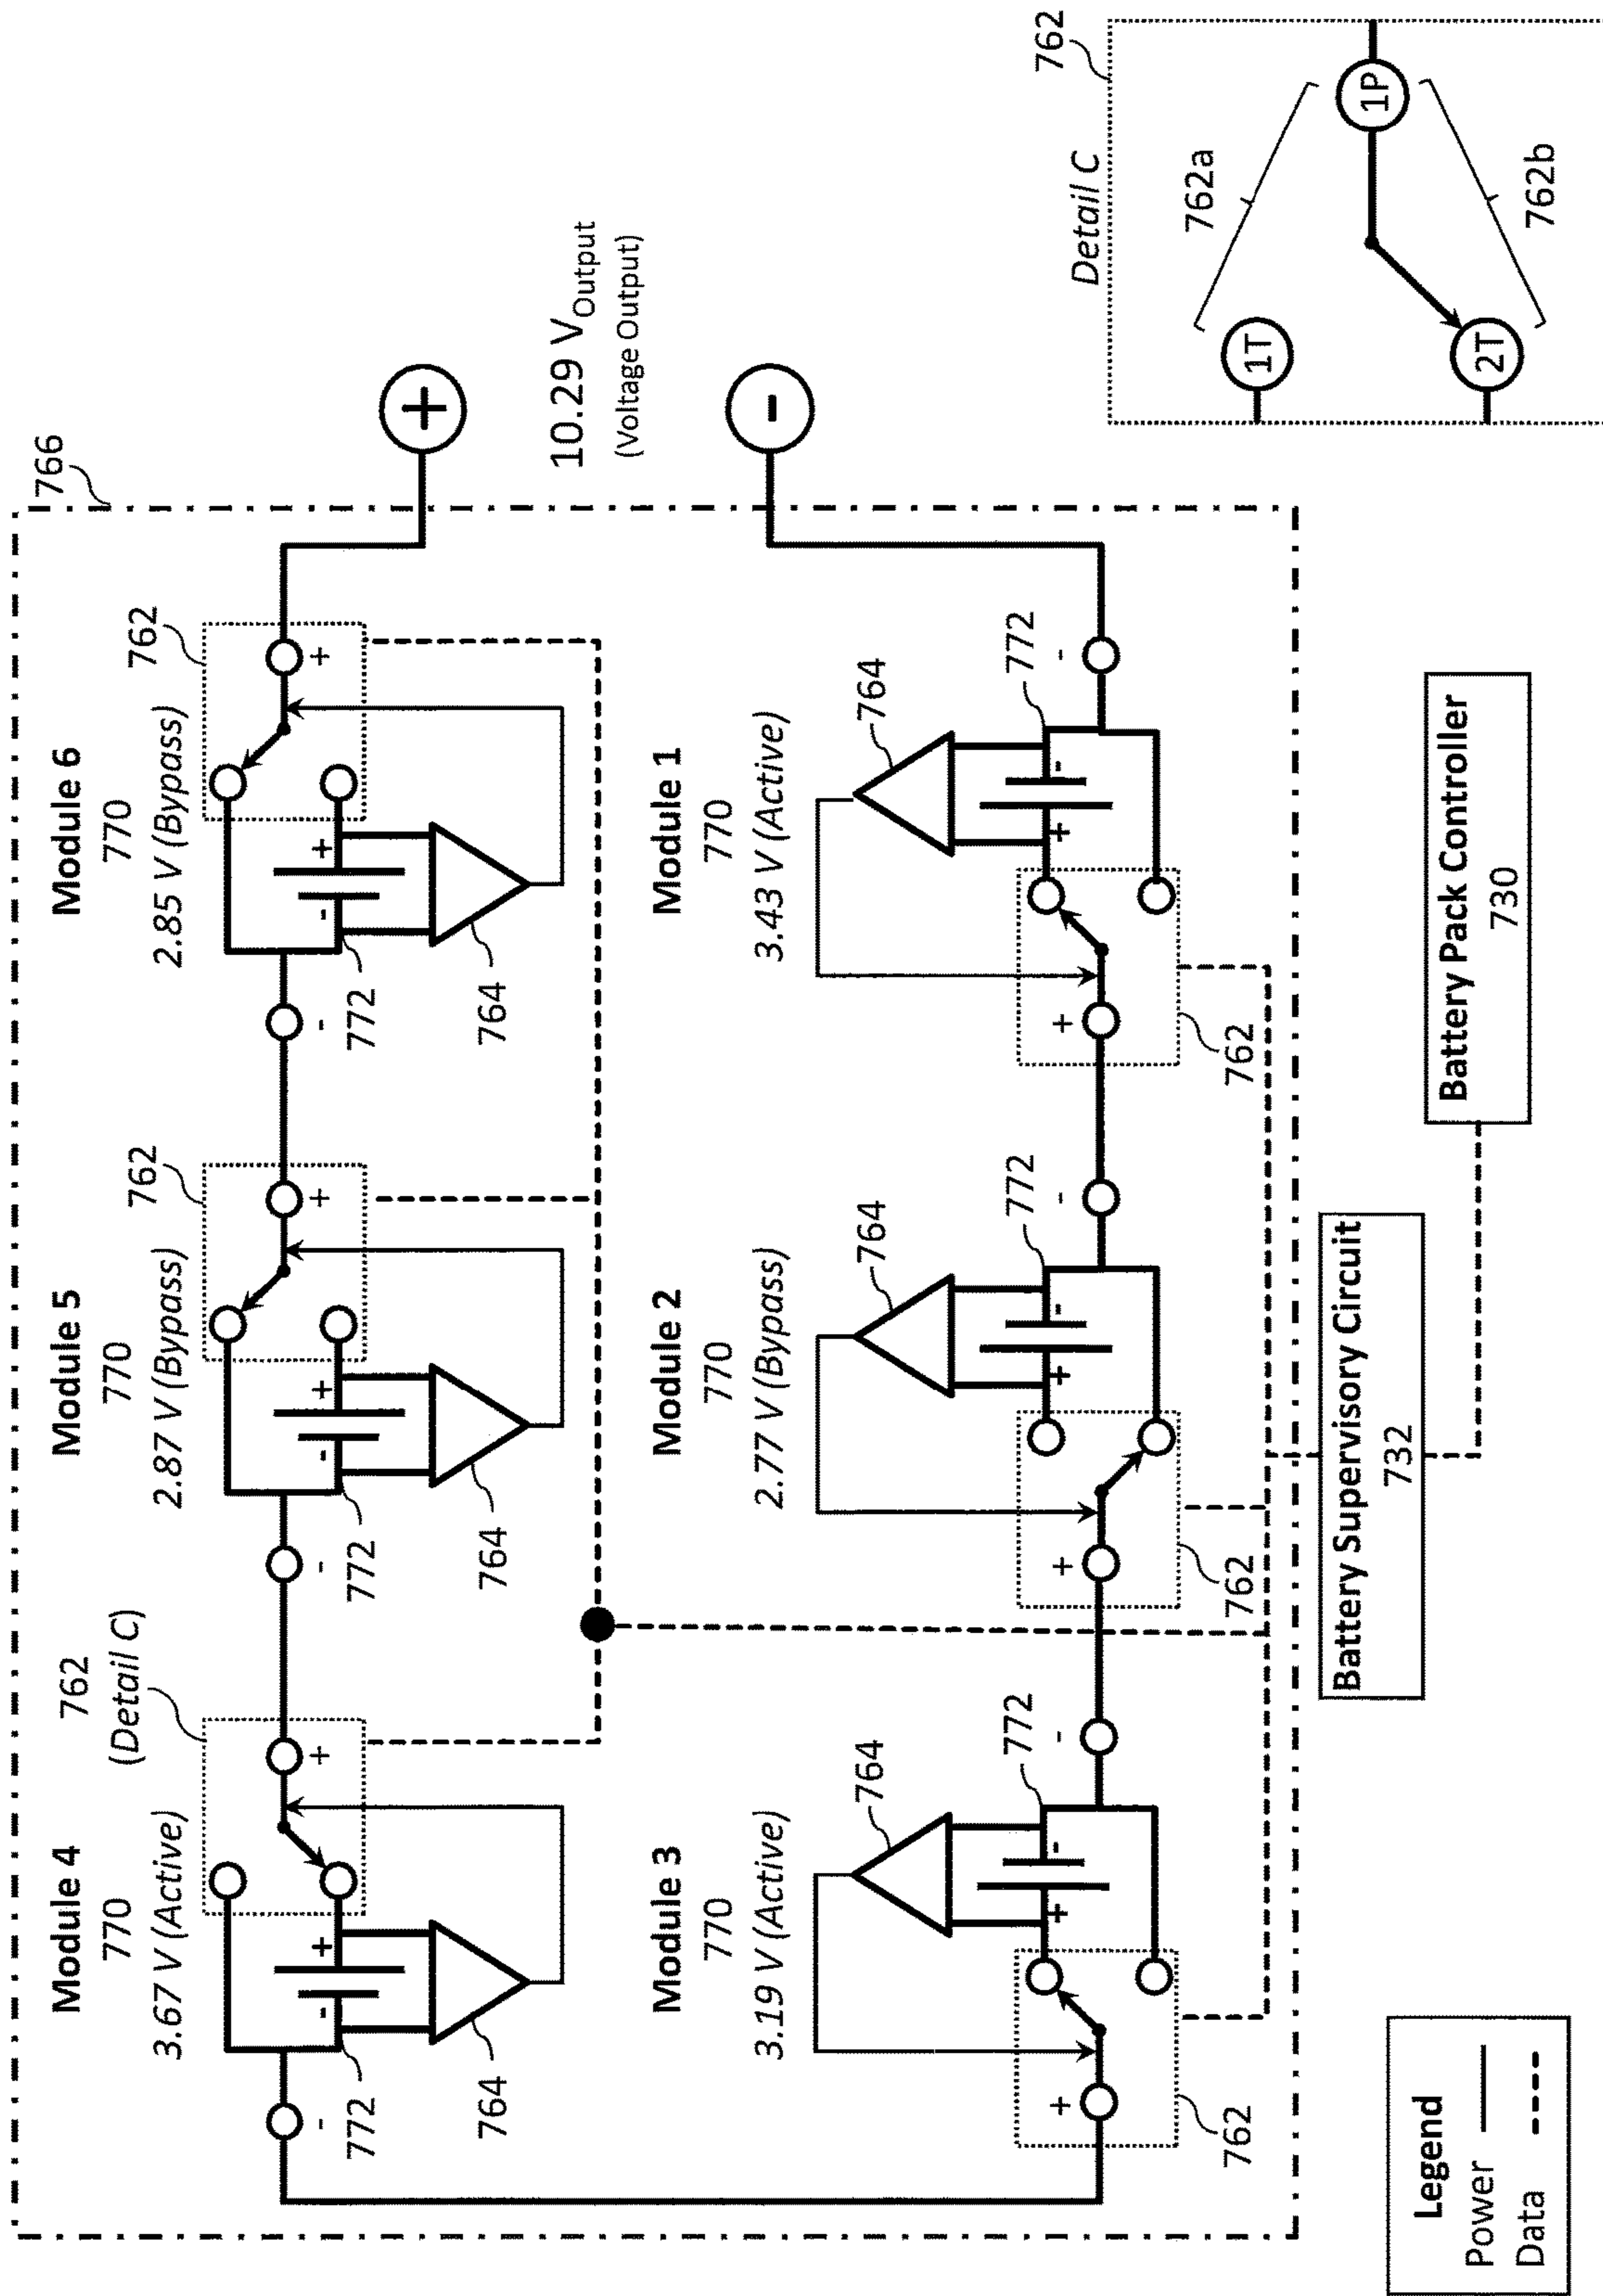 766
Module 4
770
3.67 V (Active)
762
(Detail C)
-
+
-
+
772
764
Module 5
770
2.87 V (Bypass)
762
-
+
-
+
772
764
Module 6
770
2.85 V (Bypass)
762
-
+
-
+
772
764
+
10.29 VOutput
(Voltage Output)
-
Module 3
770
3.19 V (Active)
764
772
+
-
+
-
762
Module 2
770
2.77 V (Bypass)
764
772
+
-
+
-
762
Module 1
770
3.43 V (Active)
764
772
+
-
+
-
762
Battery Supervisory Circuit
732
Battery Pack Controller
730
Legend
Power
Data
Detail C
762
762a
1T
1P
2T
762b